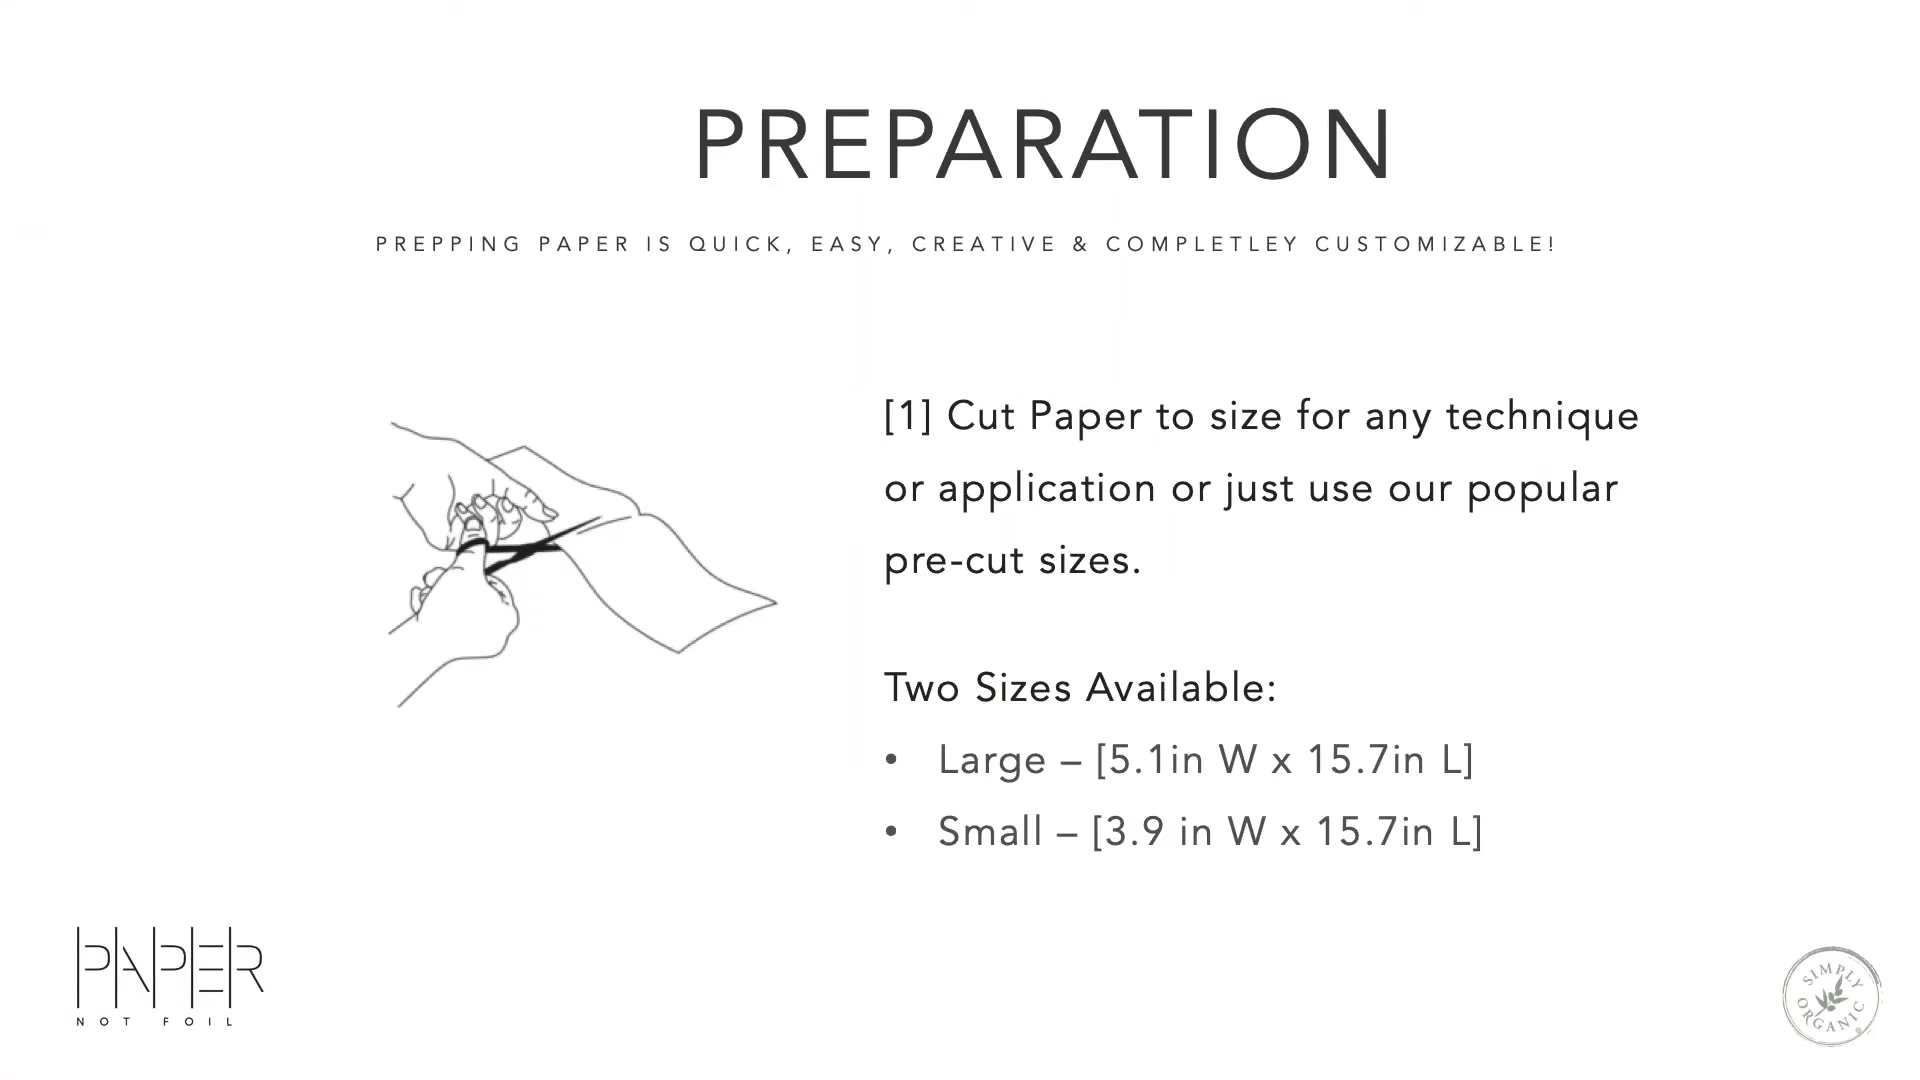 PREPARATION
PREPPING PAPER IS QUICK, EASY, CREATIVE & COMPLETLEY CUSTOMIZABLE!
[1] Cut Paper to size for any technique
or application or just use our popular
pre-cut sizes.
Two Sizes Available:
• Large – [5.1in W x 15.7in L]
• Small – [3.9 in W x 15.7in L]
PAPER
NOT FOIL
SIMPLY
ORGANIC®